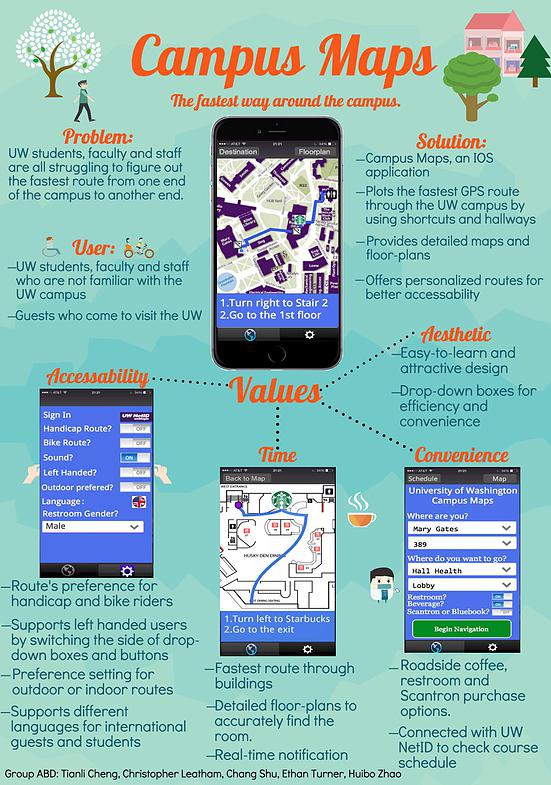 Campus Maps
The fastest way around the campus.
Problem:
UW students, faculty and staff
are all struggling to figure out
the fastest route from one end
of the campus to another end.
User:
—UW students, faculty and staff
who are not familiar with the
UW campus
—Guests who come to visit the UW
AT&T 21:21
Destination Floorplan
1.Turn right to Stair 2
2.Go to the 1st floor
Solution:
—Campus Maps, an IOS
application
—Plots the fastest GPS route
through the UW campus by
using shortcuts and hallways
—Provides detailed maps and
floor-plans
—Offers personalized routes for
better accessability
Values
Aesthetic
—Easy-to-learn and
attractive design
—Drop-down boxes for
efficiency and
convenience
Accessability
Sign In UW NetID
Handicap Route? OFF
Bike Route? OFF
Sound? ON
Left Handed? OFF
Outdoor prefered? OFF
Language :
Restroom Gender?
Male
—Route's preference for
handicap and bike riders
—Supports left handed users
by switching the side of drop-
down boxes and buttons
—Preference setting for
outdoor or indoor routes
—Supports different
languages for international
guests and students
Time
Back to Map
WEST ENTRANCE
HUSKY DEN DINING
1.Turn left to Starbucks
2.Go to the exit
—Fastest route through
buildings
—Detailed floor-plans to
accurately find the
room.
—Real-time notification
Convenience
Schedule Map
University of Washington
Campus Maps
Where are you?
Mary Gates
389
Where do you want to go?
Hall Health
Lobby
Restroom?
Beverage?
Scantron or Bluebook?
Begin Navigation
—Roadside coffee,
restroom and
Scantron purchase
options.
—Connected with UW
NetID to check course
schedule
Group ABD: Tianli Cheng, Christopher Leatham, Chang Shu, Ethan Turner, Huibo Zhao